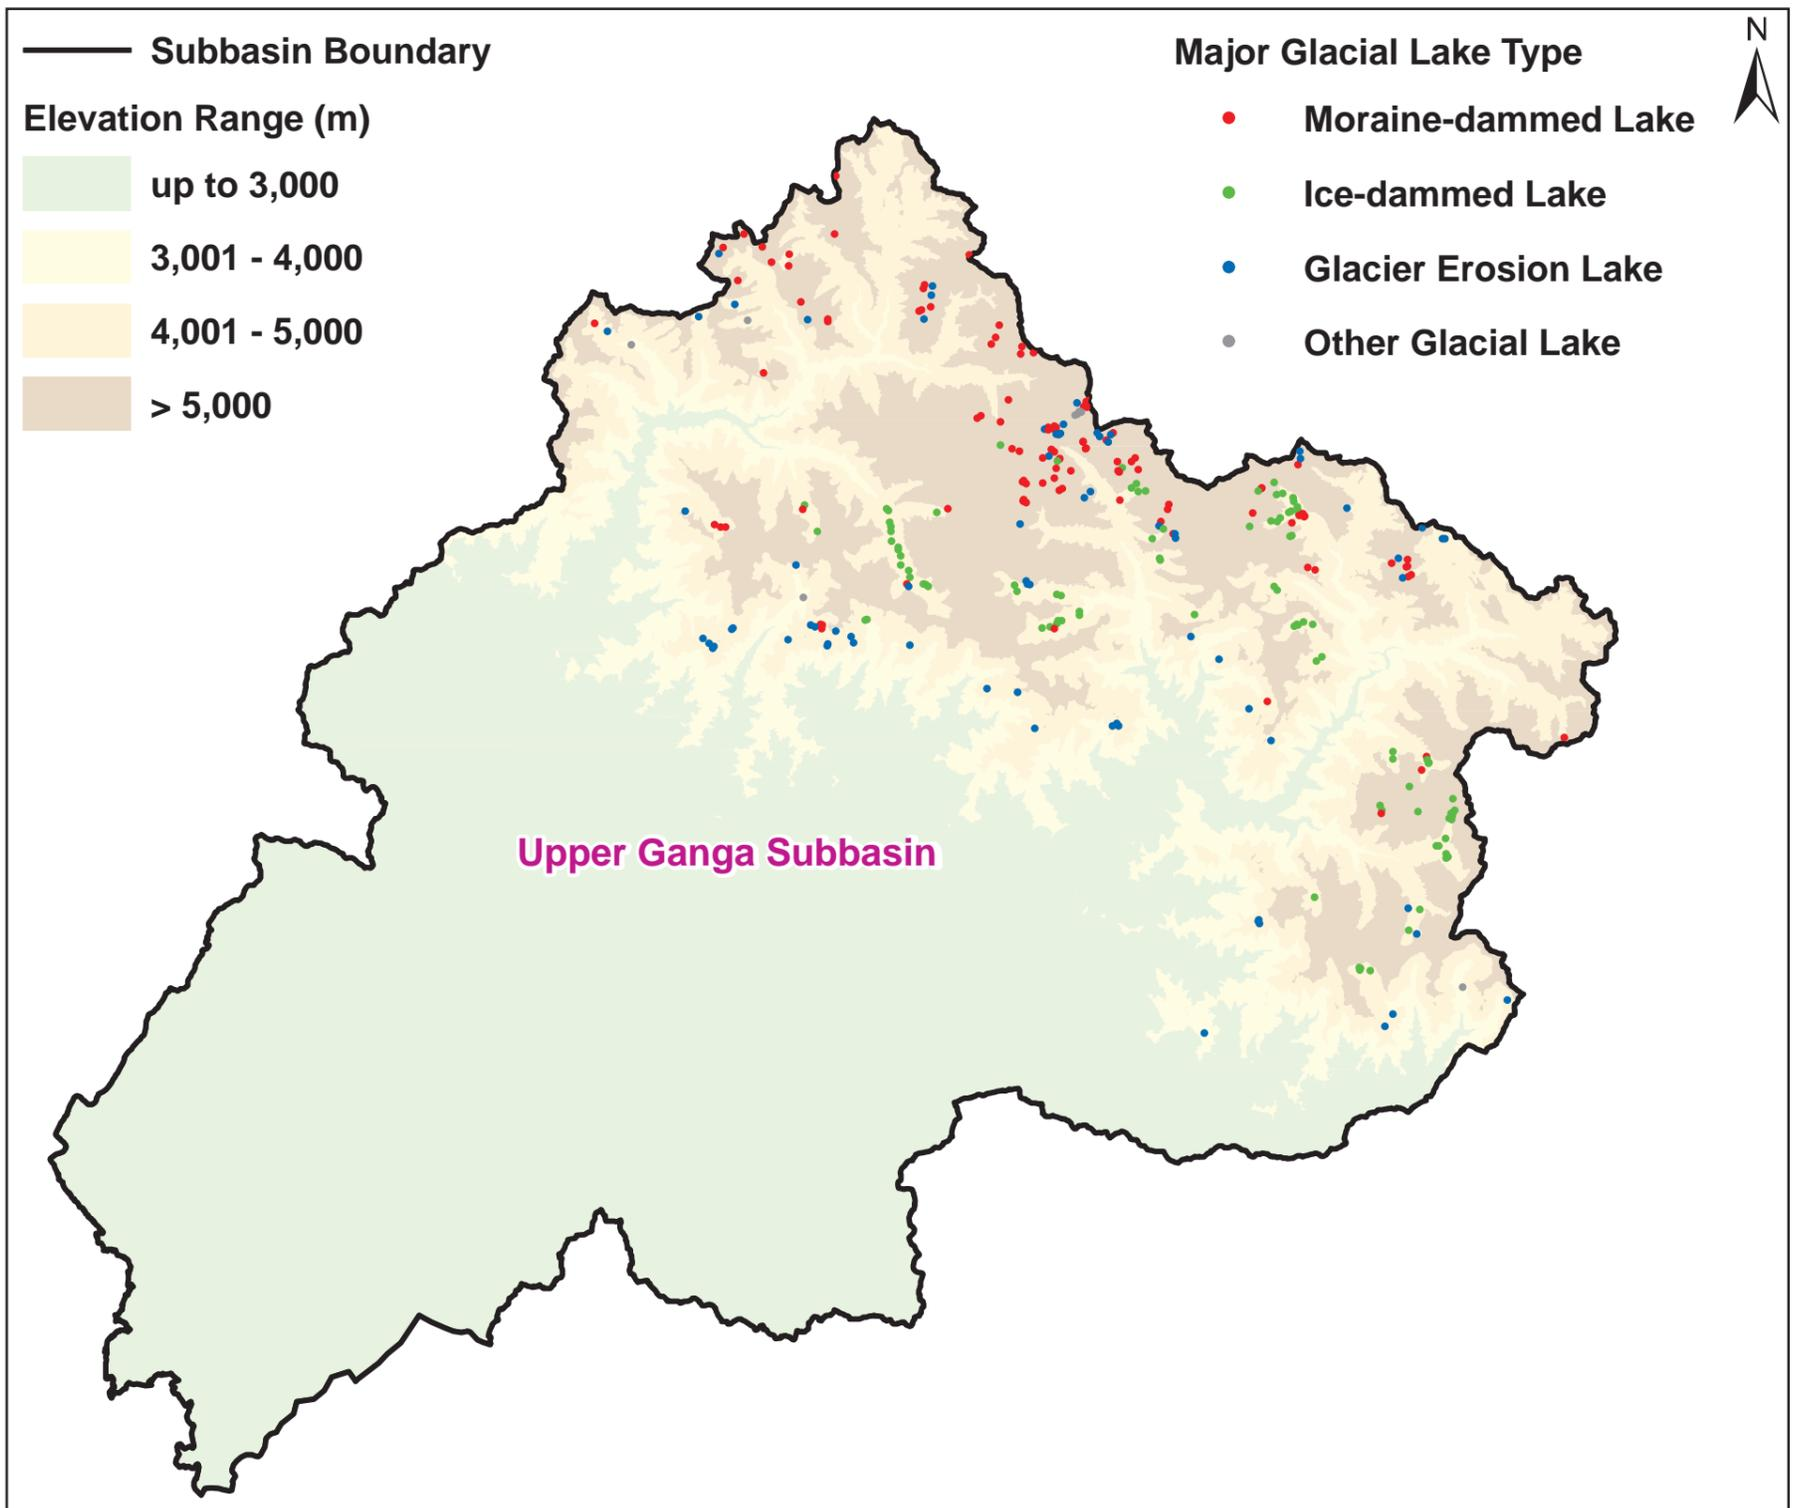 Subbasin Boundary
Elevation Range (m)
up to 3,000
3,001 - 4,000
4,001 - 5,000
> 5,000
Major Glacial Lake Type
Moraine-dammed Lake
Ice-dammed Lake
Glacier Erosion Lake
Other Glacial Lake
N
Upper Ganga Subbasin